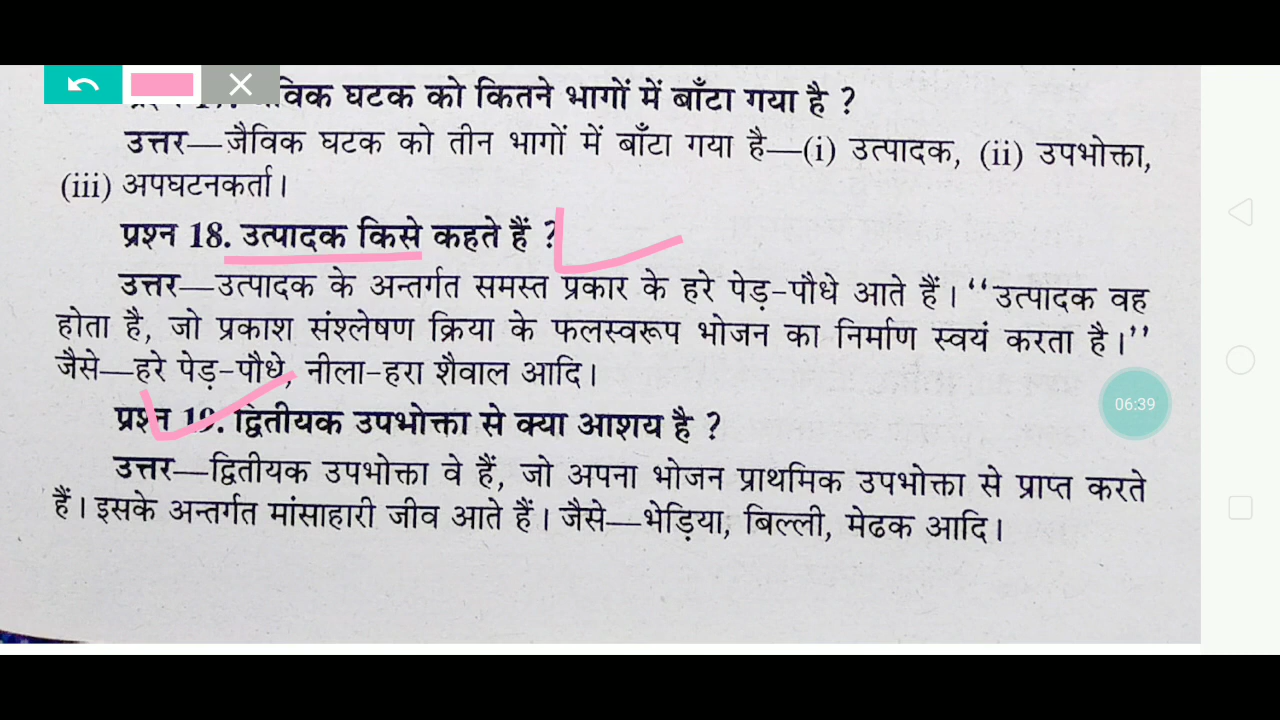 घटक को कितने भागों में बाँटा गया है ?
उत्तर—जैविक घटक को तीन भागों में बाँटा गया है—(i) उत्पादक, (ii) उपभोक्ता,
(iii) अपघटनकर्ता।
प्रश्न 18. उत्पादक किसे कहते हैं ?
उत्तर—उत्पादक के अन्तर्गत समस्त प्रकार के हरे पेड़-पौधे आते हैं। ‘‘उत्पादक वह
होता है, जो प्रकाश संश्लेषण क्रिया के फलस्वरूप भोजन का निर्माण स्वयं करता है।’’
जैसे—हरे पेड़-पौधे, नीला-हरा शैवाल आदि।
06:39
प्रश्न 19. द्वितीयक उपभोक्ता से क्या आशय है ?
उत्तर—द्वितीयक उपभोक्ता वे हैं, जो अपना भोजन प्राथमिक उपभोक्ता से प्राप्त करते
हैं। इसके अन्तर्गत मांसाहारी जीव आते हैं। जैसे—भेड़िया, बिल्ली, मेढक आदि।